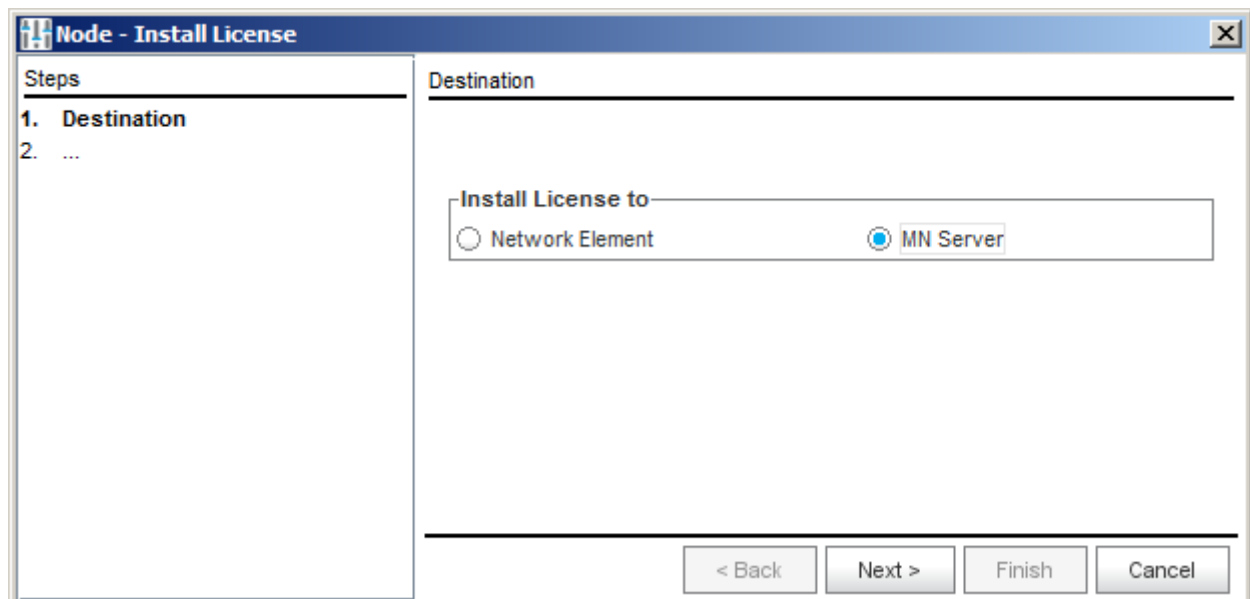 Node - Install License
Steps
1. Destination
2. ...
Destination
Install License to
Network Element
MN Server
< Back
Next >
Finish
Cancel